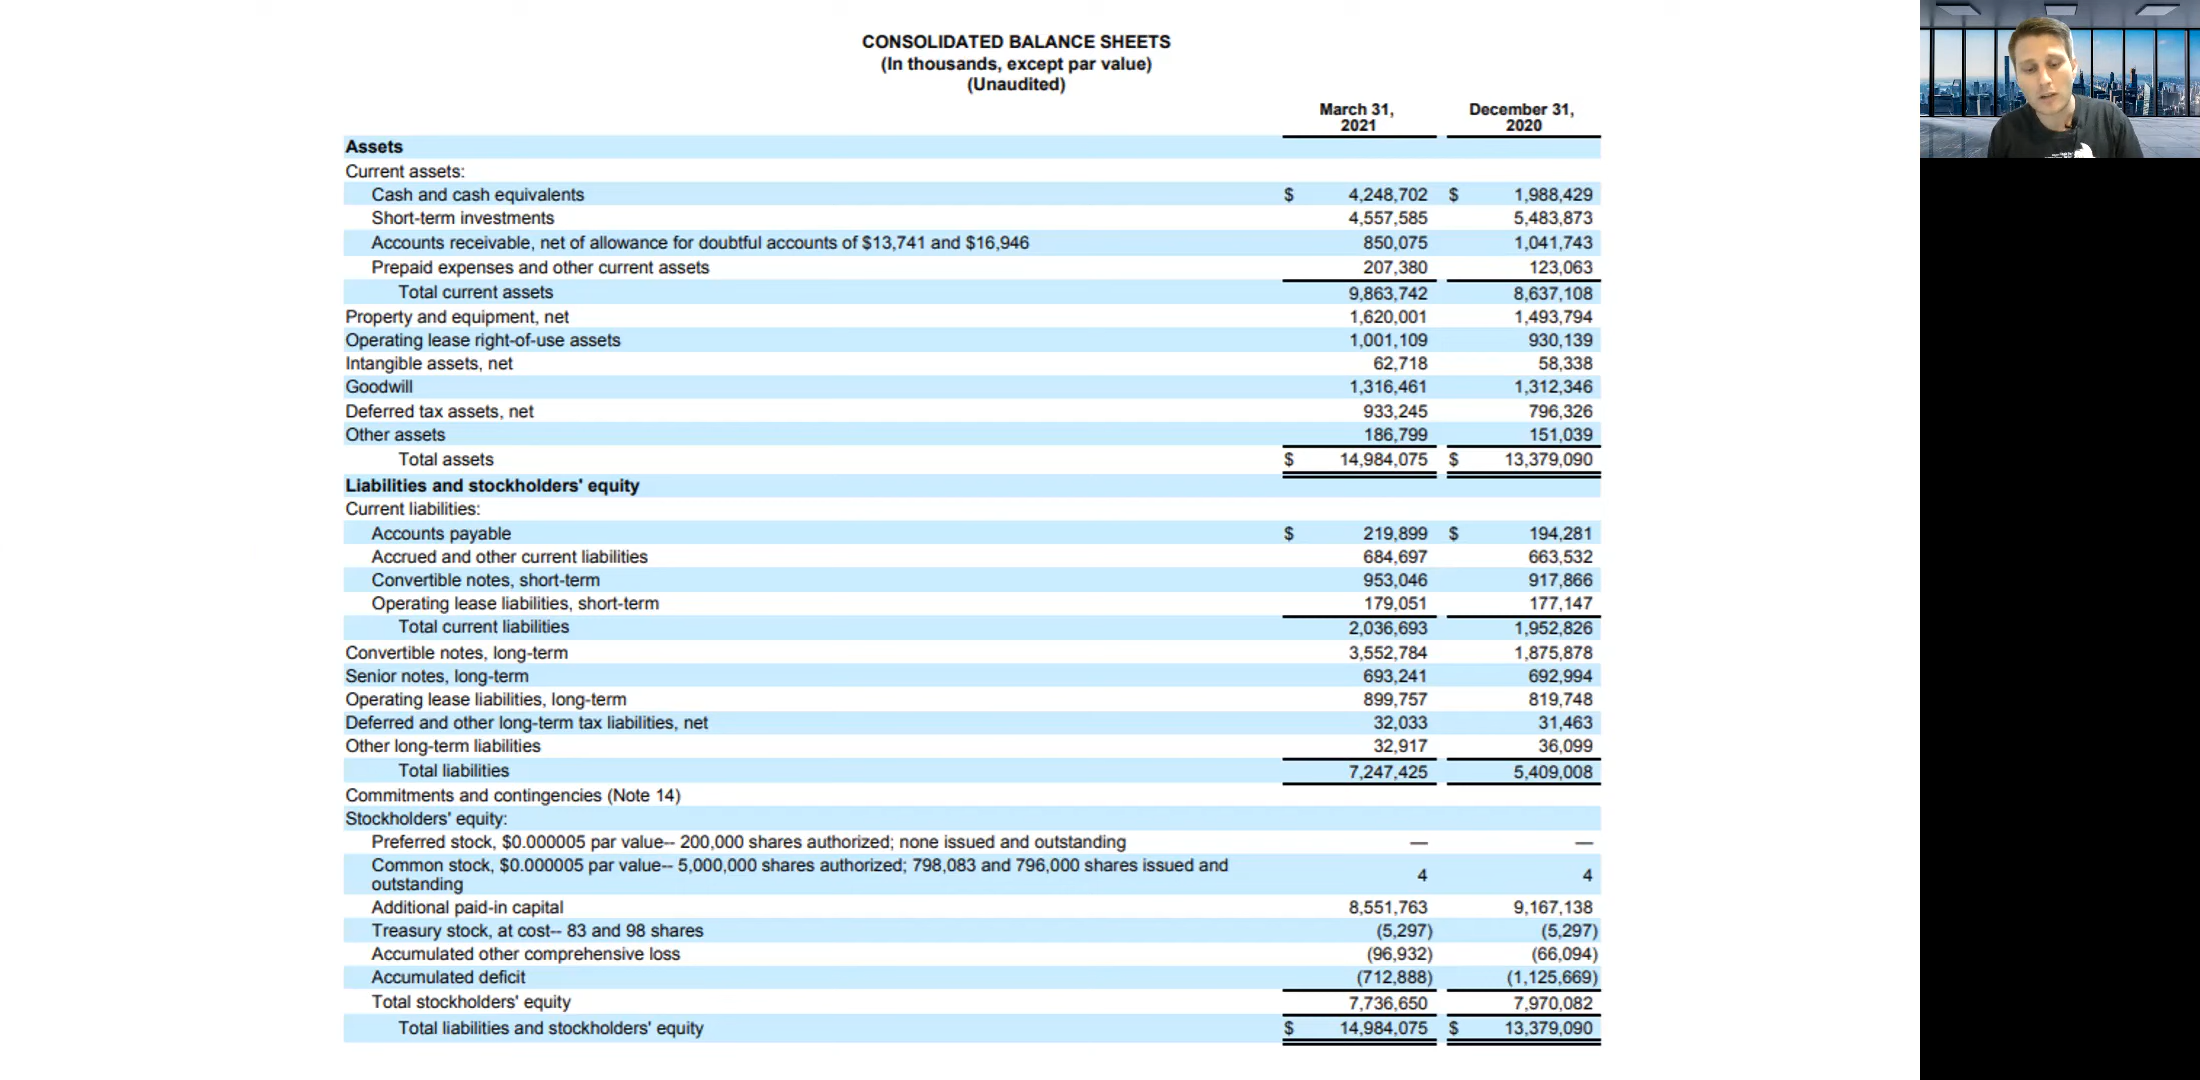 CONSOLIDATED BALANCE SHEETS
(In thousands, except par value)
(Unaudited)
March 31, 2021 December 31, 2020
Assets
Current assets:
Cash and cash equivalents $ 4,248,702 $ 1,988,429
Short-term investments 4,557,585 5,483,873
Accounts receivable, net of allowance for doubtful accounts of $13,741 and $16,946 850,075 1,041,743
Prepaid expenses and other current assets 207,380 123,063
Total current assets 9,863,742 8,637,108
Property and equipment, net 1,620,001 1,493,794
Operating lease right-of-use assets 1,001,109 930,139
Intangible assets, net 62,718 58,338
Goodwill 1,316,461 1,312,346
Deferred tax assets, net 933,245 796,326
Other assets 186,799 151,039
Total assets $ 14,984,075 $ 13,379,090
Liabilities and stockholders' equity
Current liabilities:
Accounts payable $ 219,899 $ 194,281
Accrued and other current liabilities 684,697 663,532
Convertible notes, short-term 953,046 917,866
Operating lease liabilities, short-term 179,051 177,147
Total current liabilities 2,036,693 1,952,826
Convertible notes, long-term 3,552,784 1,875,878
Senior notes, long-term 693,241 692,994
Operating lease liabilities, long-term 899,757 819,748
Deferred and other long-term tax liabilities, net 32,033 31,463
Other long-term liabilities 32,917 36,099
Total liabilities 7,247,425 5,409,008
Commitments and contingencies (Note 14)
Stockholders' equity:
Preferred stock, $0.000005 par value-- 200,000 shares authorized; none issued and outstanding — —
Common stock, $0.000005 par value-- 5,000,000 shares authorized; 798,083 and 796,000 shares issued and
outstanding 4 4
Additional paid-in capital 8,551,763 9,167,138
Treasury stock, at cost-- 83 and 98 shares (5,297) (5,297)
Accumulated other comprehensive loss (96,932) (66,094)
Accumulated deficit (712,888) (1,125,669)
Total stockholders' equity 7,736,650 7,970,082
Total liabilities and stockholders' equity $ 14,984,075 $ 13,379,090